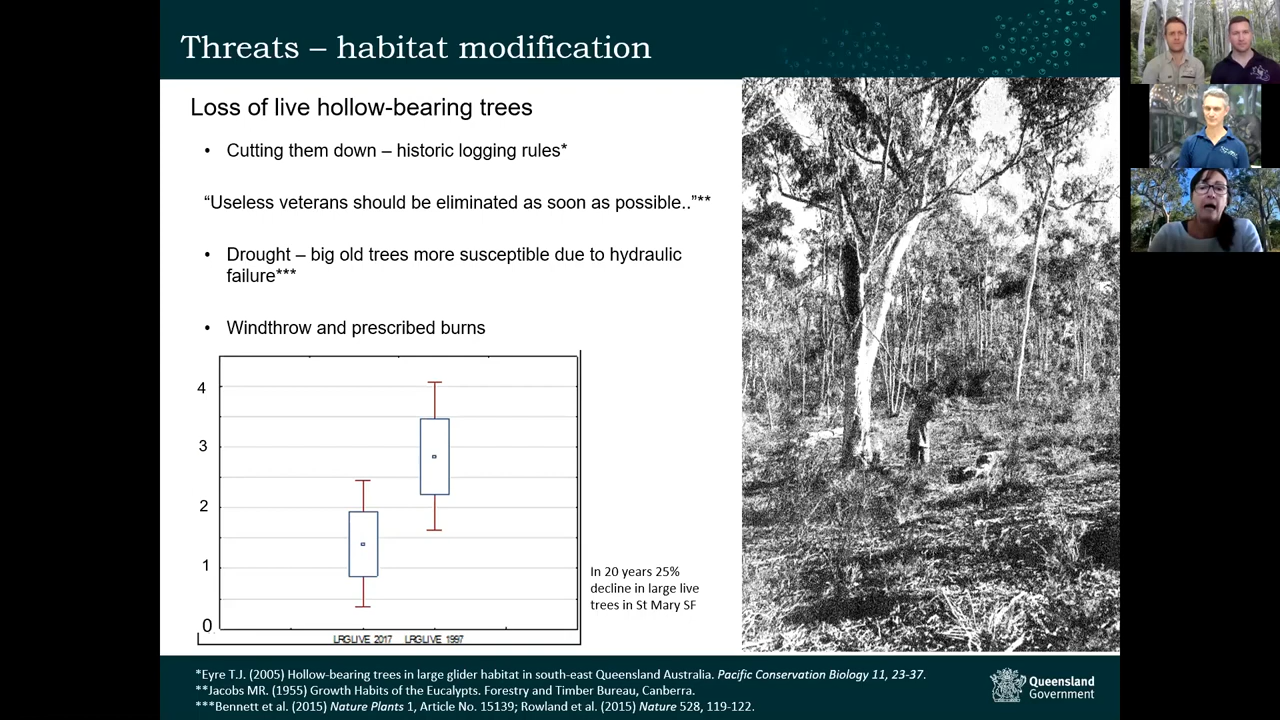 Threats – habitat modification
Loss of live hollow-bearing trees
• Cutting them down – historic logging rules*
“Useless veterans should be eliminated as soon as possible..”**
• Drought – big old trees more susceptible due to hydraulic
failure***
• Windthrow and prescribed burns
4
3
2
1
0
LRGLIVE_2017 LRGLIVE_1997
In 20 years 25%
decline in large live
trees in St Mary SF
*Eyre T.J. (2005) Hollow-bearing trees in large glider habitat in south-east Queensland Australia. Pacific Conservation Biology 11, 23-37.
**Jacobs MR. (1955) Growth Habits of the Eucalypts. Forestry and Timber Bureau, Canberra.
***Bennett et al. (2015) Nature Plants 1, Article No. 15139; Rowland et al. (2015) Nature 528, 119-122.
Queensland
Government